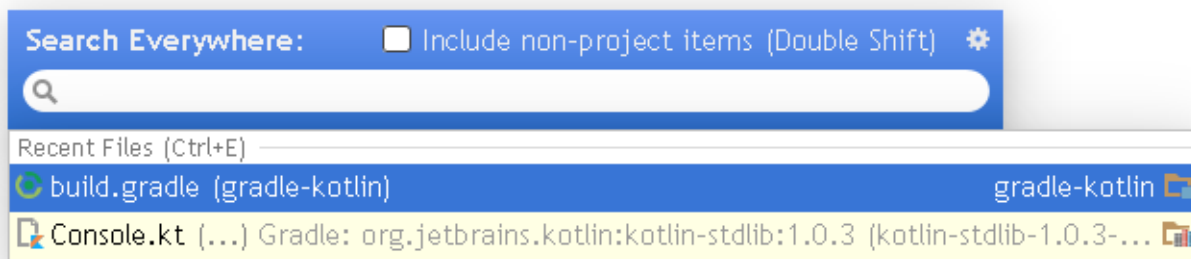 Search Everywhere: Include non-project items (Double Shift)
Recent Files (Ctrl+E)
build.gradle (gradle-kotlin) gradle-kotlin
Console.kt (...) Gradle: org.jetbrains.kotlin:kotlin-stdlib:1.0.3 (kotlin-stdlib-1.0.3-...